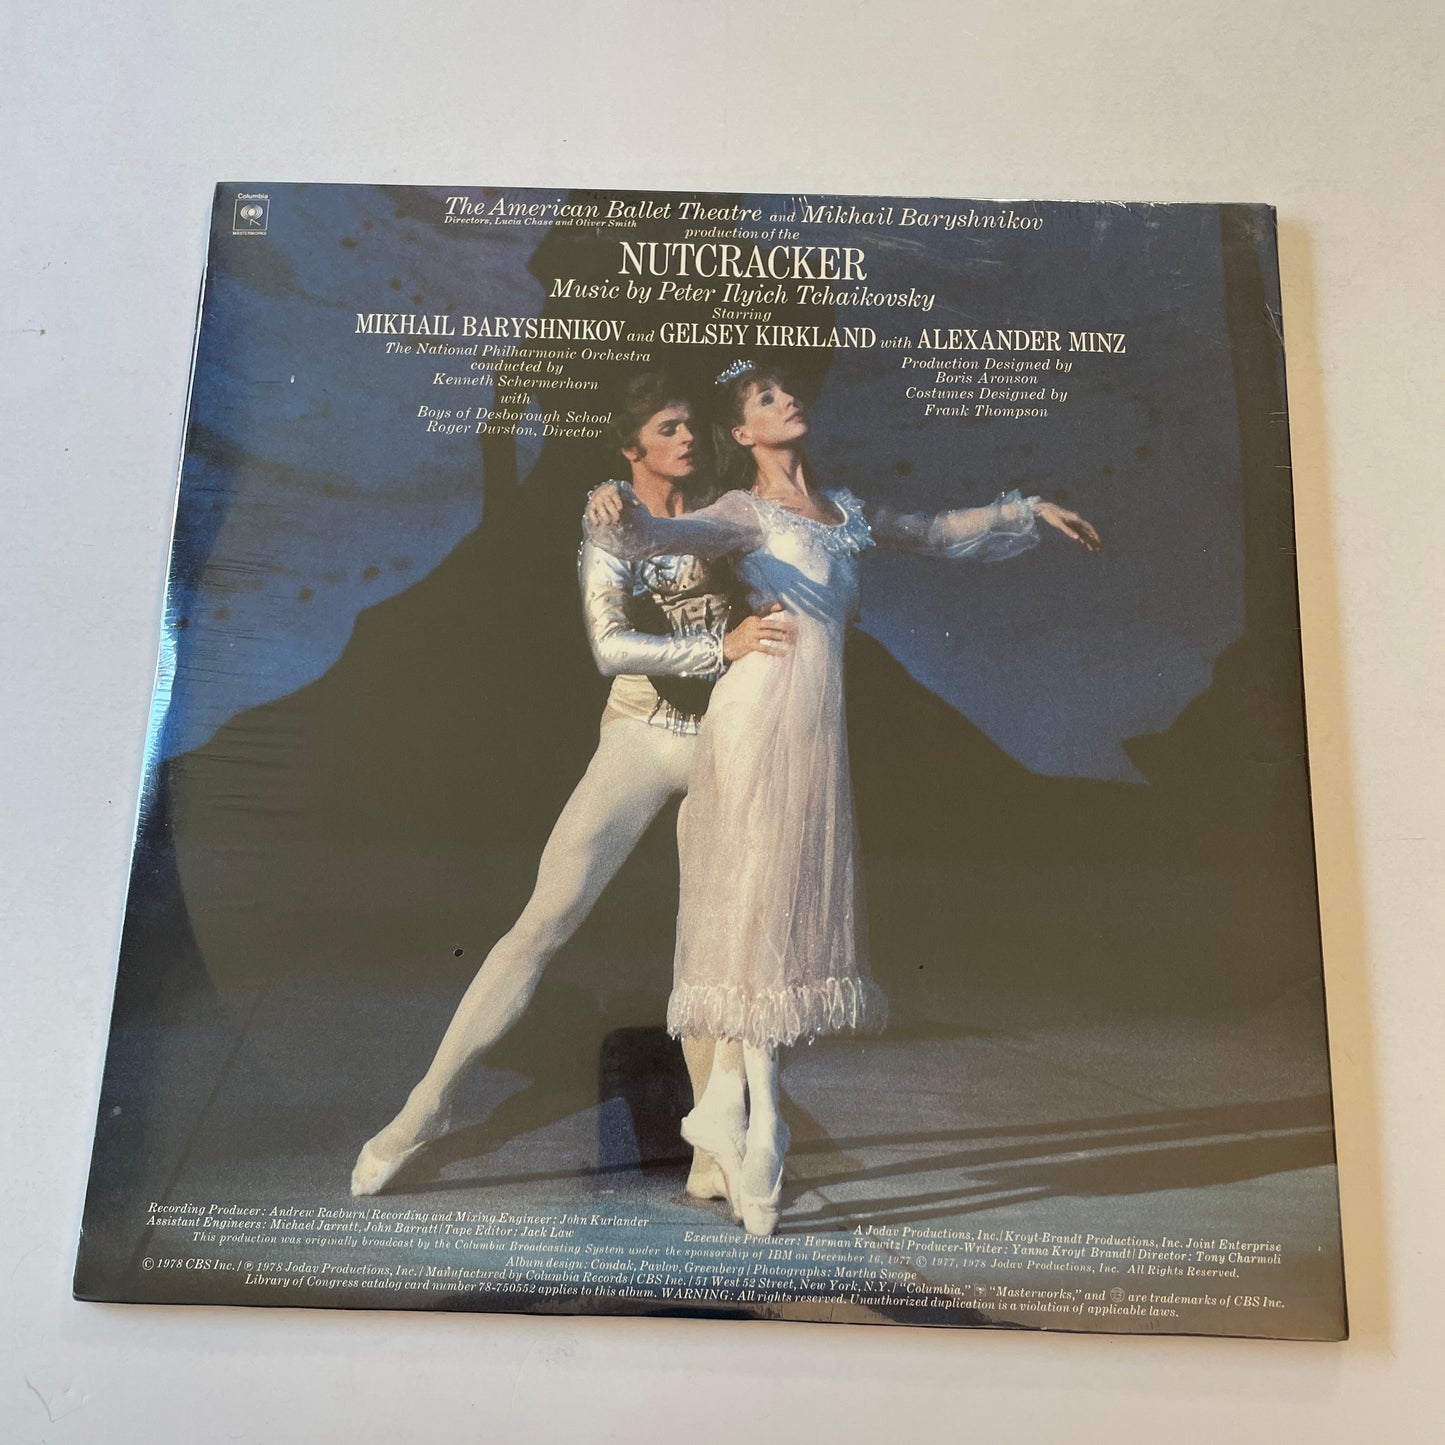 Columbia
MASTERWORKS
The American Ballet Theatre and Mikhail Baryshnikov
Directors, Lucia Chase and Oliver Smith
production of the
NUTCRACKER
Music by Peter Ilyich Tchaikovsky
Starring
MIKHAIL BARYSHNIKOV and GELSEY KIRKLAND with ALEXANDER MINZ
The National Philharmonic Orchestra
conducted by
Kenneth Schermerhorn
with
Boys of Desborough School
Roger Durston, Director
Production Designed by
Boris Aronson
Costumes Designed by
Frank Thompson
Recording Producer: Andrew Raeburn/Recording and Mixing Engineer: John Kurlander
Assistant Engineers: Michael Jarratt, John Barratt/Tape Editor: Jack Law
A Jodav Productions, Inc./Kroyt-Brandt Productions, Inc. Joint Enterprise
Executive Producer: Herman Krawitz/Producer-Writer: Yanna Kroyt Brandt/Director: Tony Charmoli
This production was originally broadcast by the Columbia Broadcasting System under the sponsorship of IBM on December 16, 1977 © 1977, 1978 Jodav Productions, Inc. All Rights Reserved.
Album design: Condak, Pavlov, Greenberg/Photographs: Martha Swope
© 1978 CBS Inc./℗ 1978 Jodav Productions, Inc./Manufactured by Columbia Records/CBS Inc./51 West 52 Street, New York, N.Y./"Columbia," "Masterworks," and are trademarks of CBS Inc.
Library of Congress catalog card number 78-750552 applies to this album. WARNING: All rights reserved. Unauthorized duplication is a violation of applicable laws.